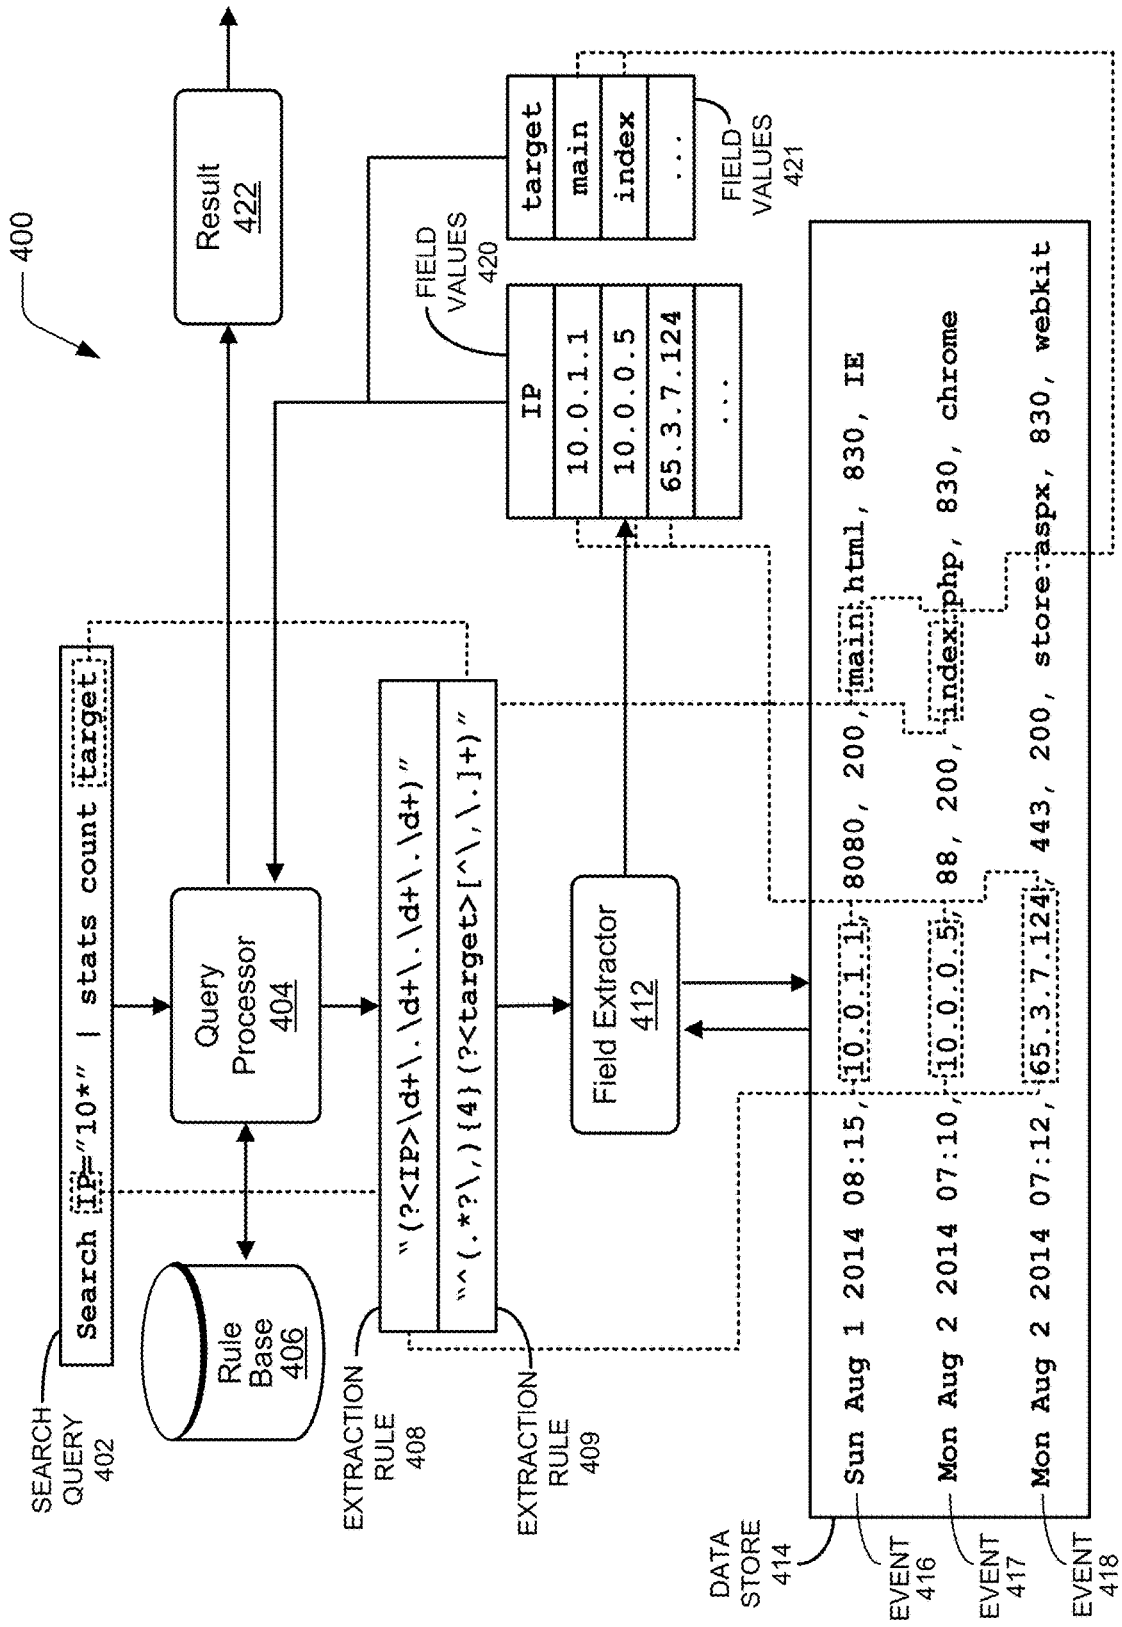 400
SEARCH
QUERY
402
Search IP="10*" | stats count target
Rule
Base
406
Query
Processor
404
Result
422
EXTRACTION
RULE
408
"(?<IP>\d+\.\d+\.\d+\.\d+)"
EXTRACTION
RULE
409
"^(.*?\,){4}(?<target>[^\,\.]+)"
Field Extractor
412
FIELD
VALUES
420
IP
10.0.1.1
10.0.0.5
65.3.7.124
...
target
main
index
...
FIELD
VALUES
421
DATA
STORE
414
EVENT
416
Sun Aug 1 2014 08:15, 10.0.1.1, 8080, 200, main.html, 830, IE
EVENT
417
Mon Aug 2 2014 07:10, 10.0.0.5, 88, 200, index.php, 830, chrome
EVENT
418
Mon Aug 2 2014 07:12, 65.3.7.124, 443, 200, store.aspx, 830, webkit